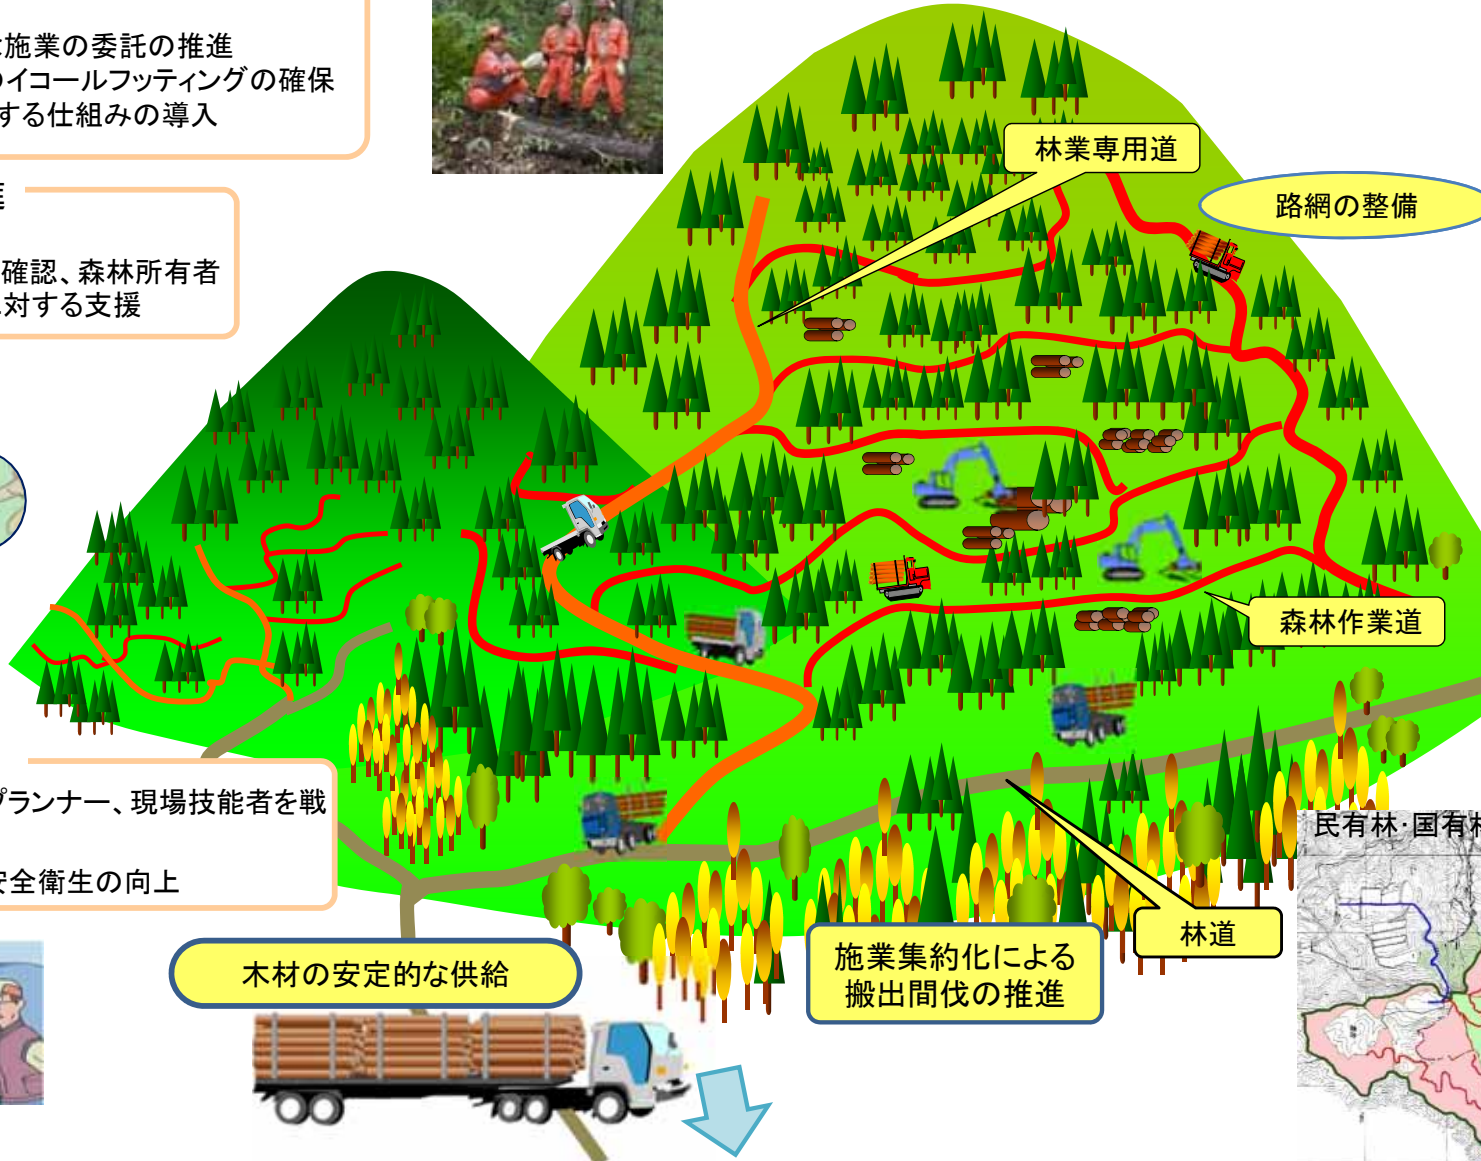 施業の委託の推進
イコールフッティングの確保
する仕組みの導入
林業専用道
路網の整備
確認、森林所有者
対する支援
森林作業道
プランナー、現場技能者を戦
安全衛生の向上
民有林・国有林
林道
木材の安定的な供給
施業集約化による
搬出間伐の推進